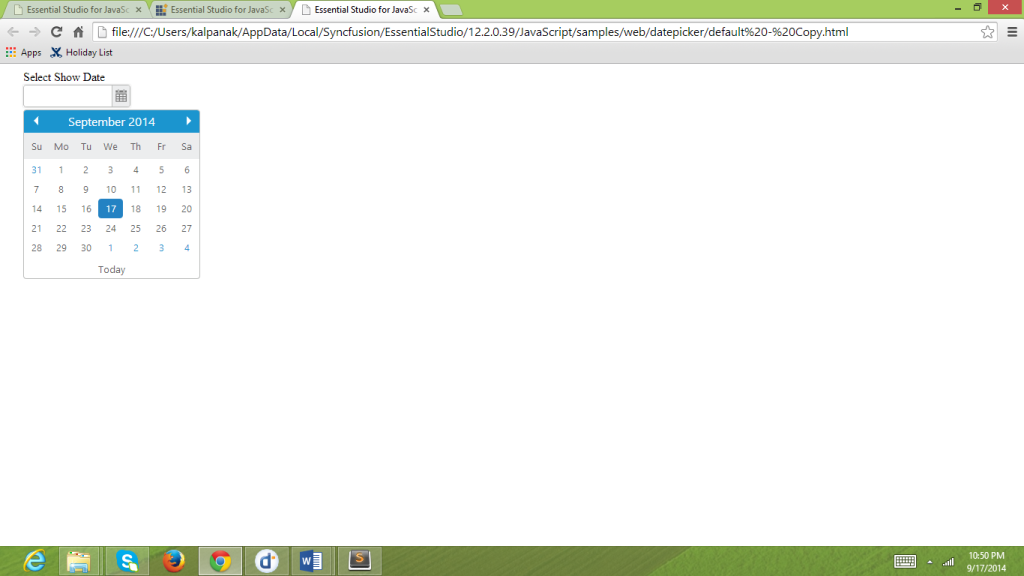 Essential Studio for JavaSc Essential Studio for JavaSc Essential Studio for JavaSc
file:///C:/Users/kalpanak/AppData/Local/Syncfusion/EssentialStudio/12.2.0.39/JavaScript/samples/web/datepicker/default%20-%20Copy.html
Apps Holiday List
Select Show Date
September 2014
Su Mo Tu We Th Fr Sa
31 1 2 3 4 5 6
7 8 9 10 11 12 13
14 15 16 17 18 19 20
21 22 23 24 25 26 27
28 29 30 1 2 3 4
Today
10:50 PM
9/17/2014